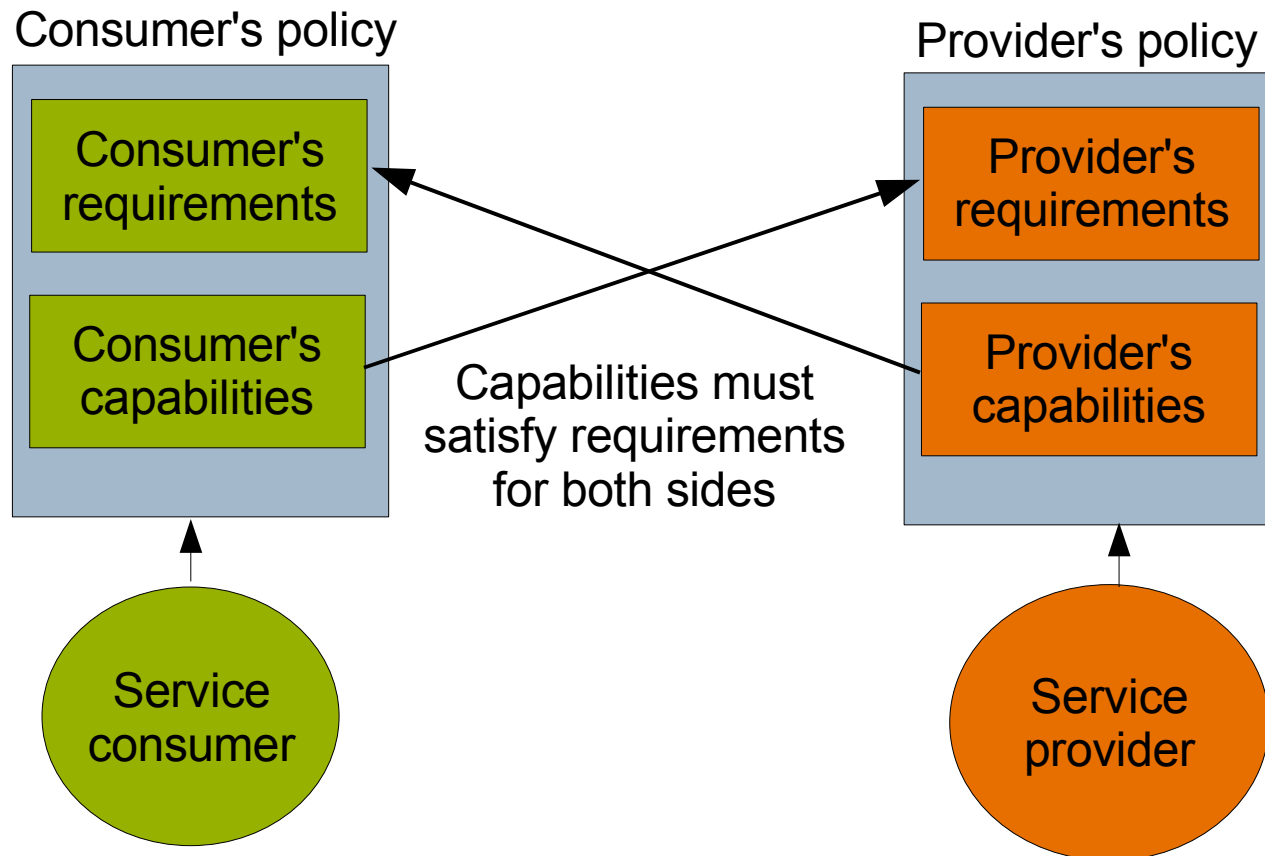 Consumer's policy
Provider's policy
Consumer's
requirements
Provider's
requirements
Consumer's
capabilities
Provider's
capabilities
Capabilities must
satisfy requirements
for both sides
Service
consumer
Service
provider